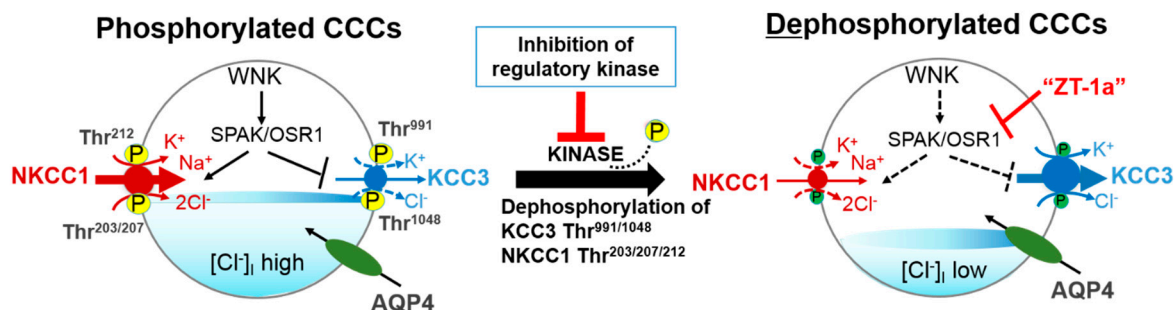 Phosphorylated CCCs
WNK
SPAK/OSR1
Thr²¹²
P
K⁺
Na⁺
NKCC1
2Cl⁻
P
Thr²⁰³/²⁰⁷
Thr⁹⁹¹
P
K⁺
KCC3
Cl⁻
P
Thr¹⁰⁴⁸
[Cl⁻]ᵢ high
AQP4
Inhibition of
regulatory kinase
P
KINASE
Dephosphorylation of
KCC3 Thr⁹⁹¹/¹⁰⁴⁸
NKCC1 Thr²⁰³/²⁰⁷/²¹²
Dephosphorylated CCCs
WNK
"ZT-1a"
SPAK/OSR1
P
K⁺
Na⁺
NKCC1
2Cl⁻
P
P
K⁺
KCC3
Cl⁻
P
[Cl⁻]ᵢ low
AQP4